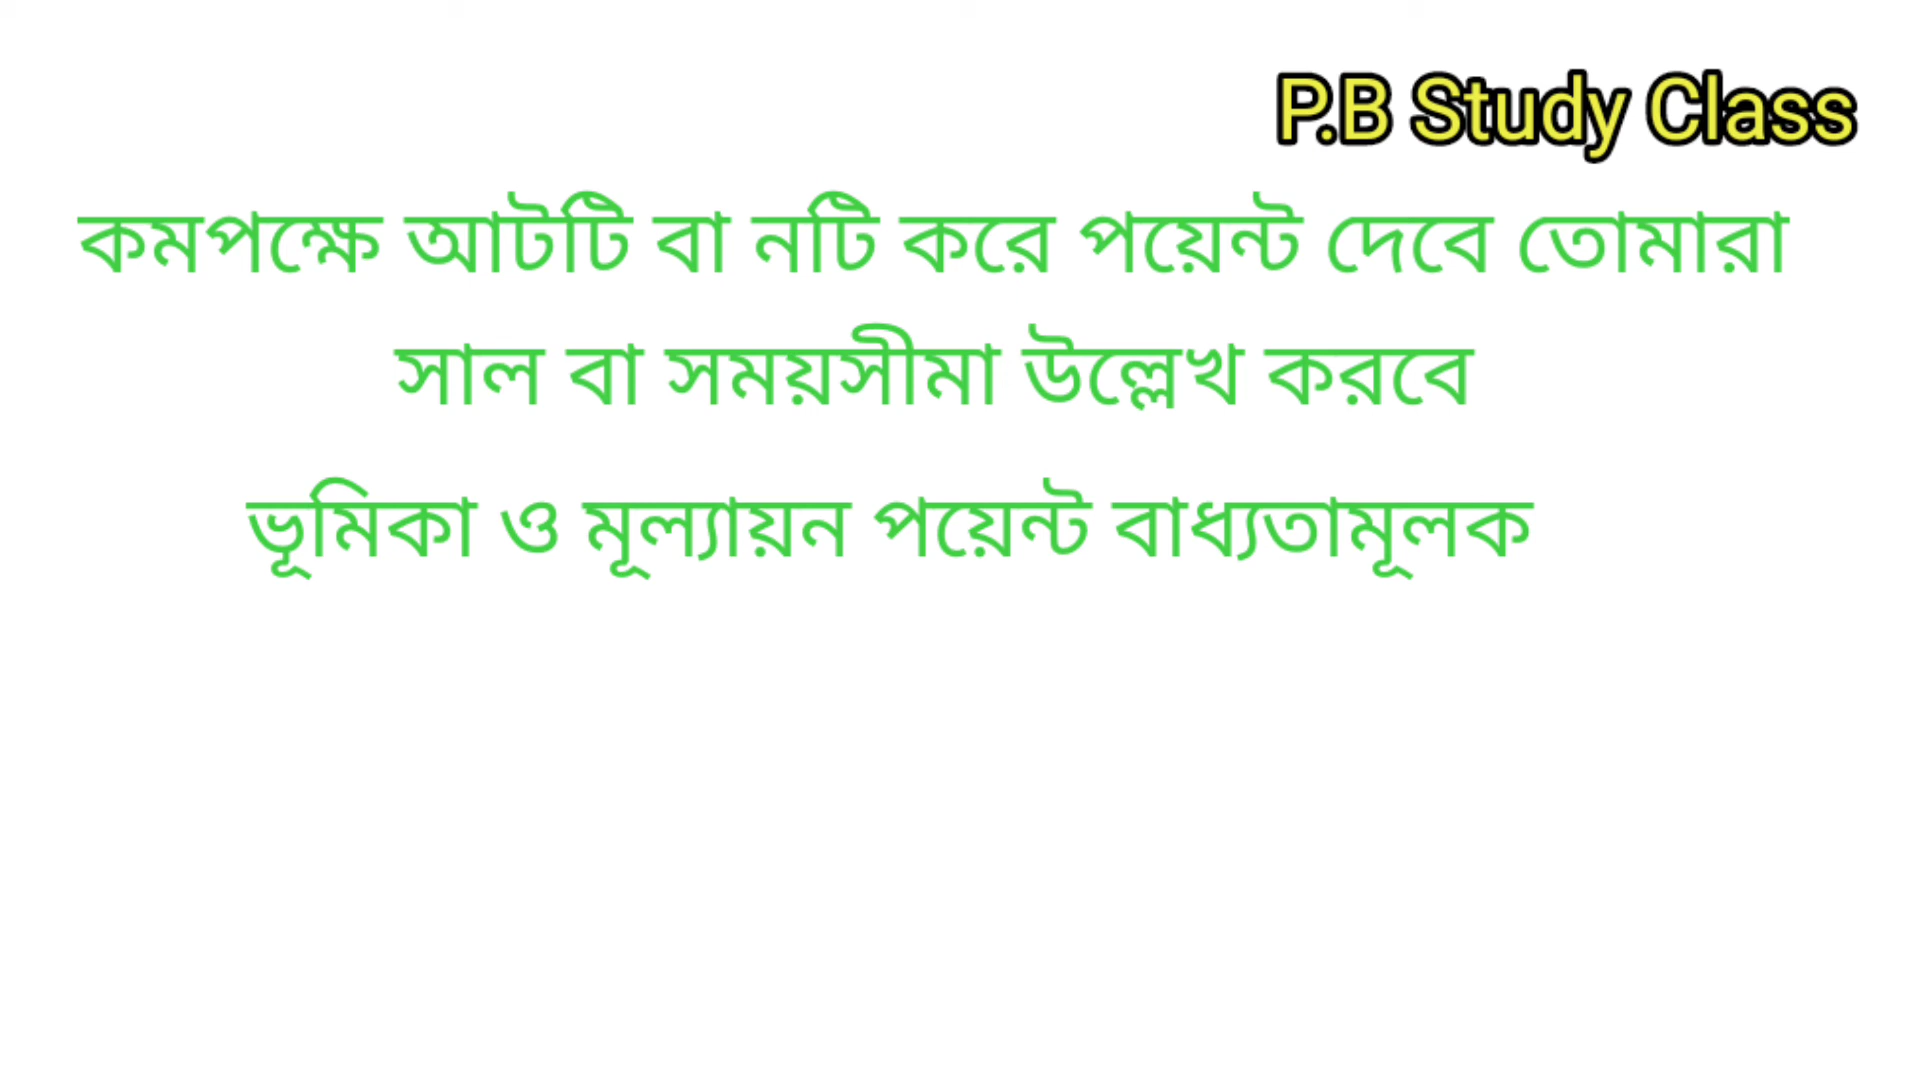 P.B Study Class
কমপক্ষে আটটি বা নটি করে পয়েন্ট দেবে তোমারা
সাল বা সময়সীমা উল্লেখ করবে
ভূমিকা ও মূল্যায়ন পয়েন্ট বাধ্যতামূলক